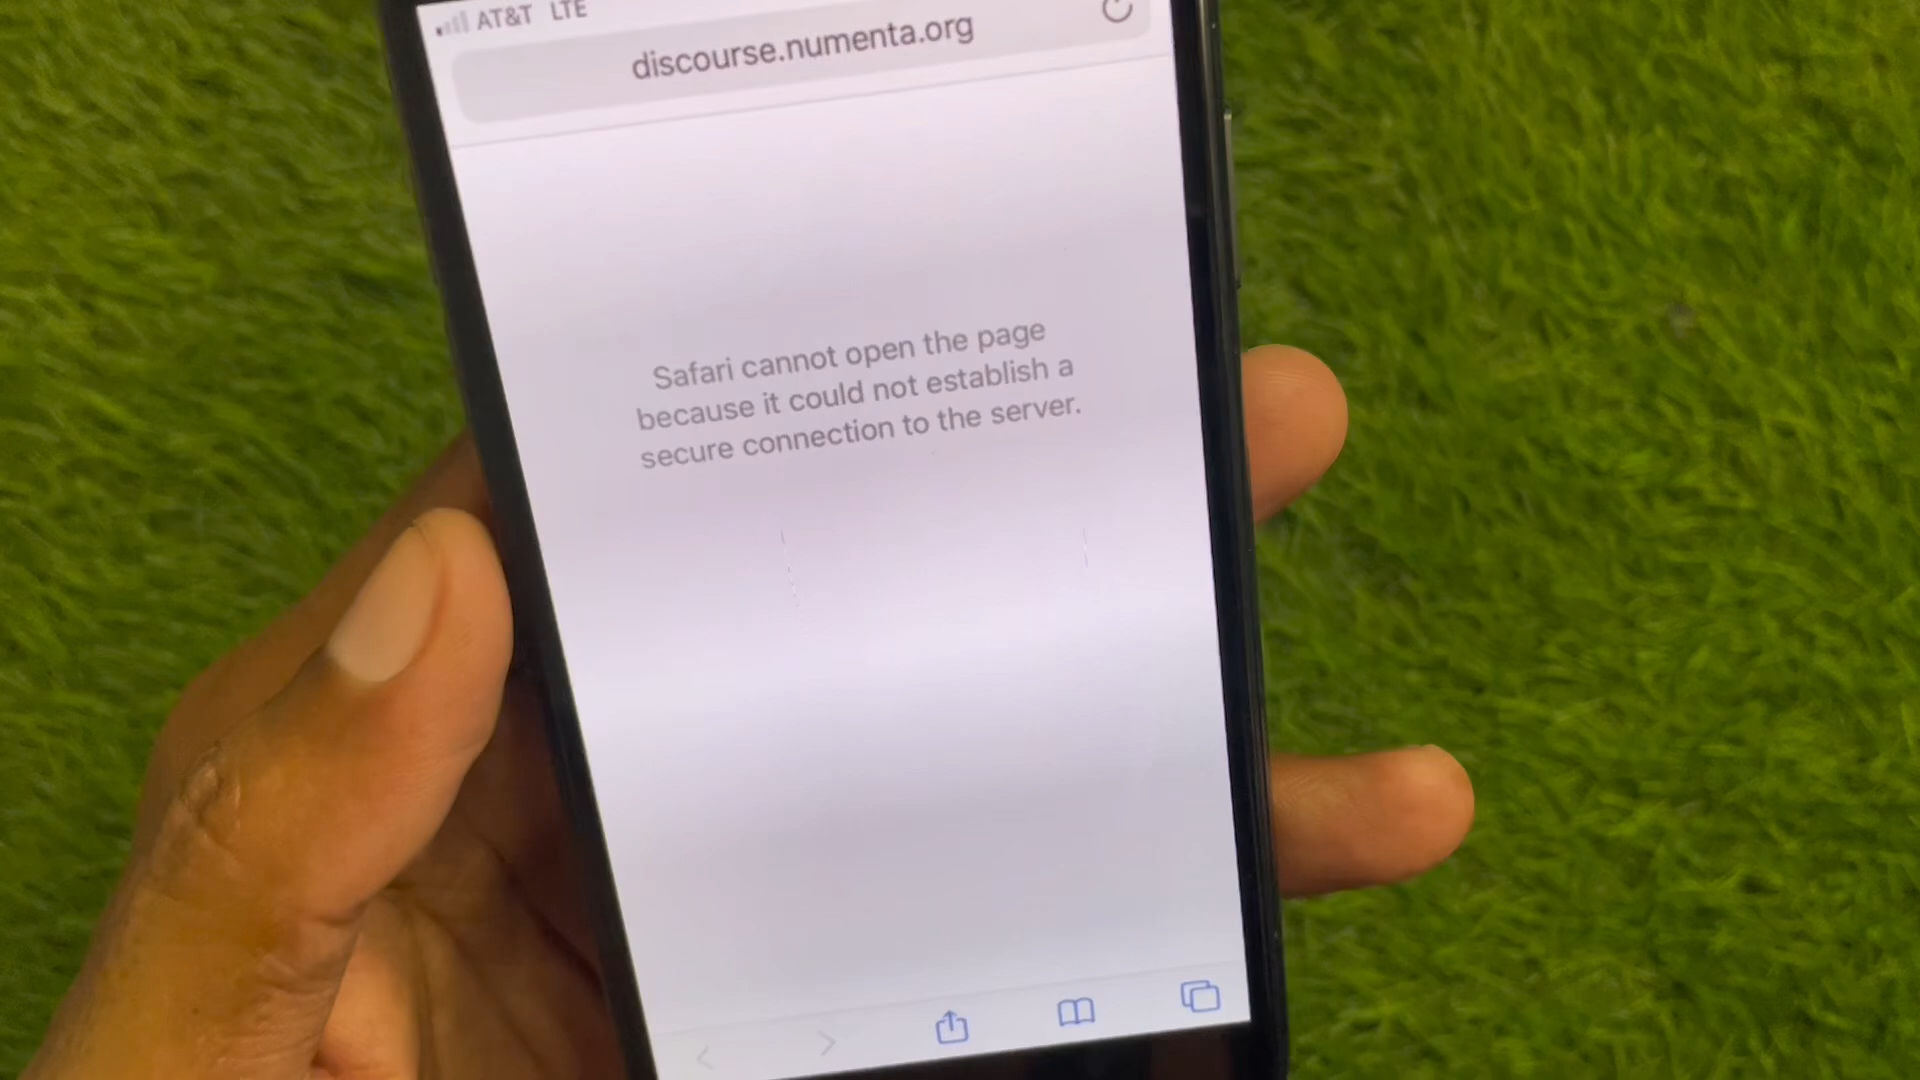 AT&T LTE
discourse.numenta.org
Safari cannot open the page
because it could not establish a
secure connection to the server.